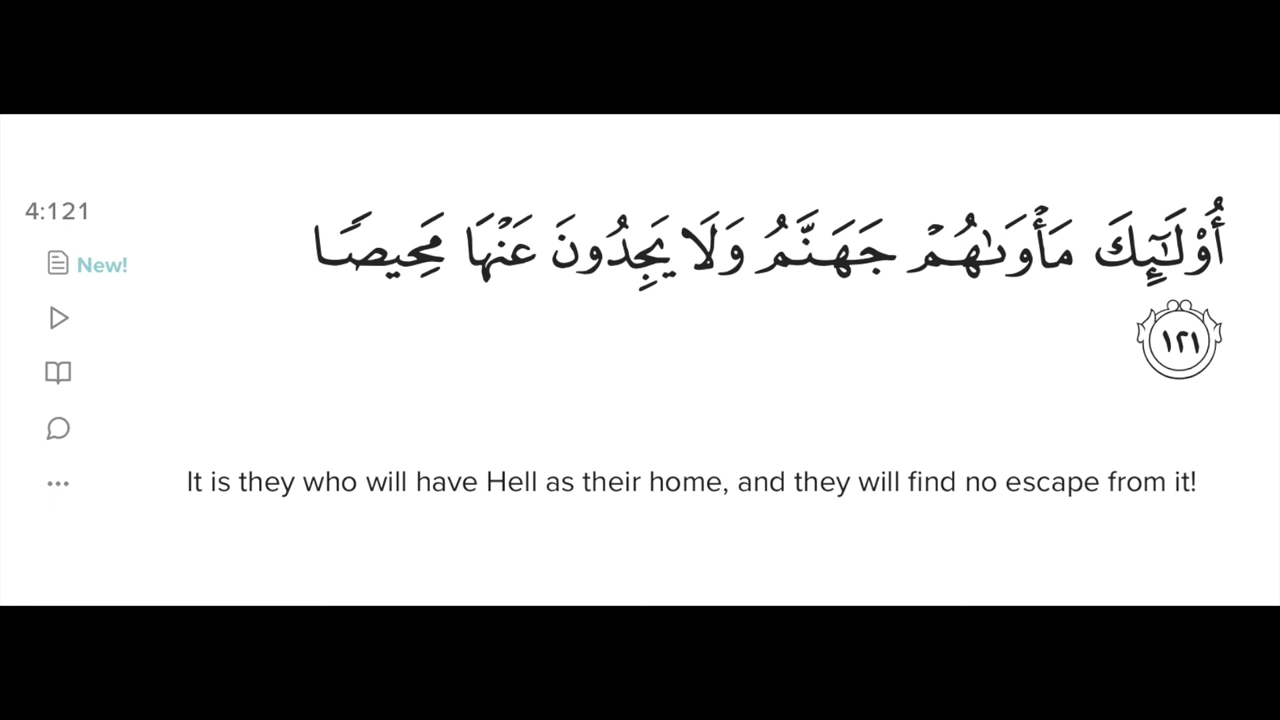 4:121
أُو۟لَـٰٓئِكَ مَأْوَىٰهُمْ جَهَنَّمُ وَلَا يَجِدُونَ عَنْهَا مَحِيصًا
New!
١٢١
It is they who will have Hell as their home, and they will find no escape from it!